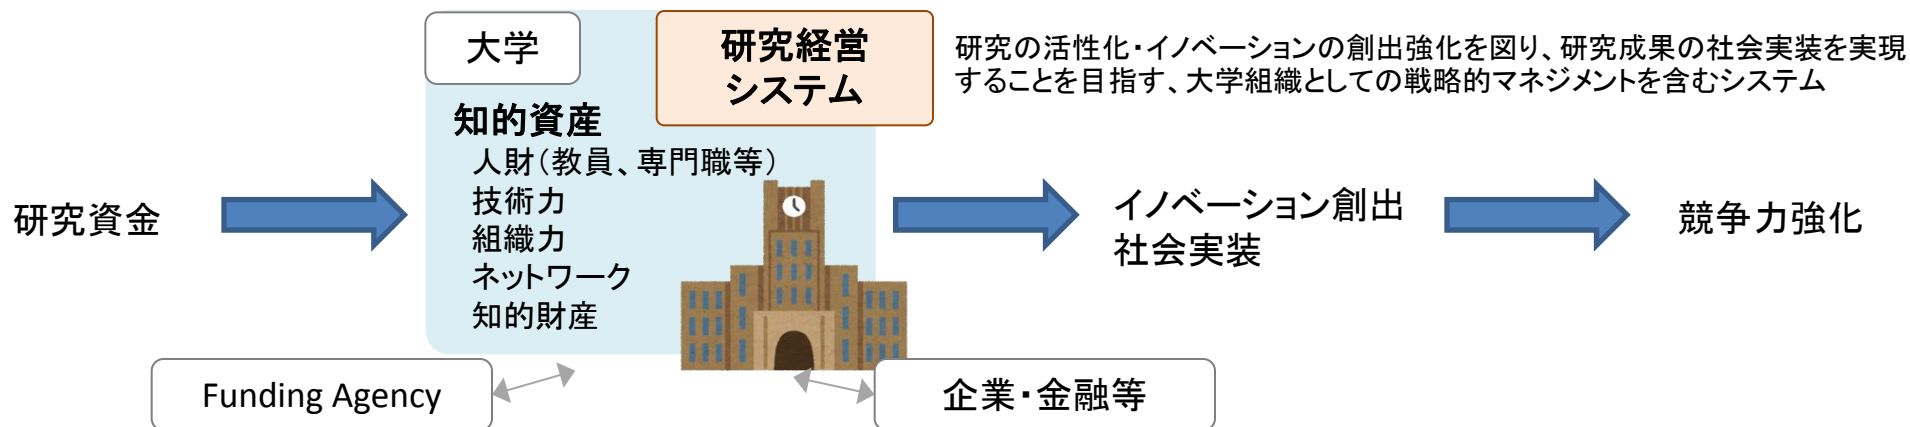 大学
研究経営
システム
研究の活性化・イノベーションの創出強化を図り、研究成果の社会実装を実現
することを目指す、大学組織としての戦略的マネジメントを含むシステム
知的資産
人財（教員、専門職等）
技術力
組織力
ネットワーク
知的財産
研究資金
イノベーション創出
社会実装
競争力強化
Funding Agency
企業・金融等